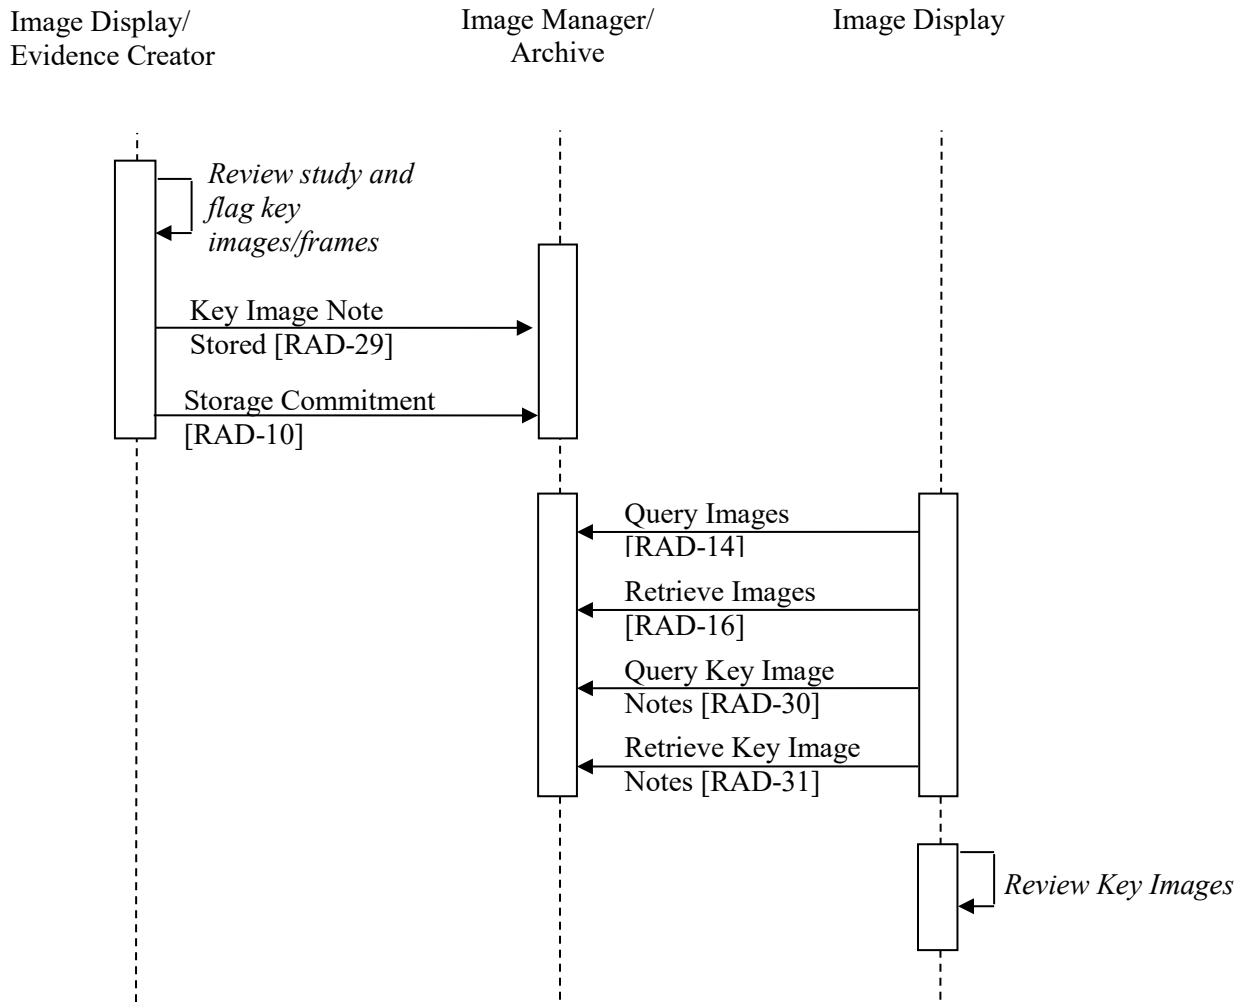 Image Display/
Evidence Creator
Image Manager/
Archive
Image Display
Review study and
flag key
images/frames
Key Image Note
Stored [RAD-29]
Storage Commitment
[RAD-10]
Query Images
[RAD-14]
Retrieve Images
[RAD-16]
Query Key Image
Notes [RAD-30]
Retrieve Key Image
Notes [RAD-31]
Review Key Images